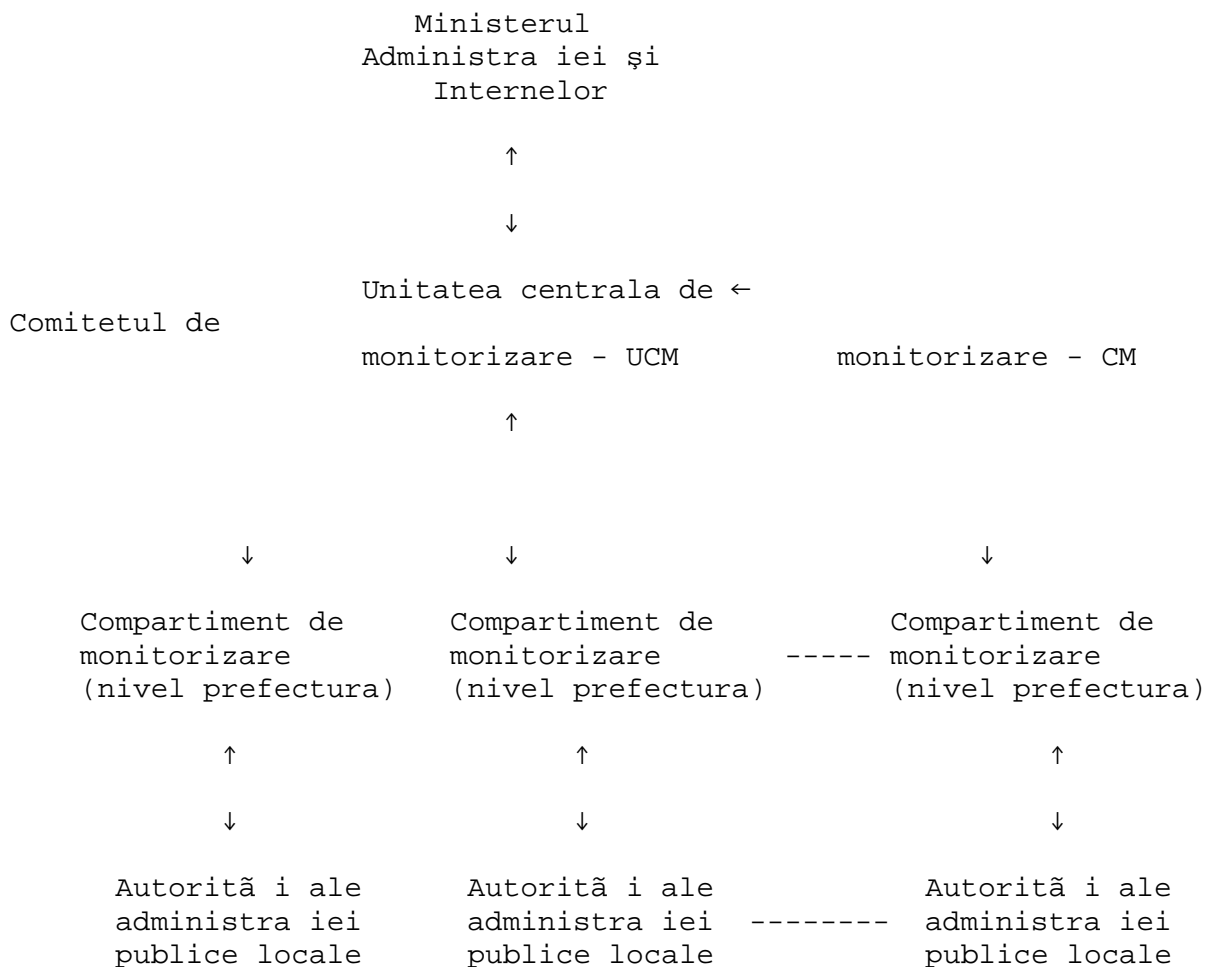 Ministerul
Administra iei şi
Internelor
↑
↓
Unitatea centrala de ←
Comitetul de
monitorizare - UCM monitorizare - CM
↑
↓ ↓ ↓
Compartiment de Compartiment de Compartiment de
monitorizare monitorizare ----- monitorizare
(nivel prefectura) (nivel prefectura) (nivel prefectura)
↑ ↑ ↑
↓ ↓ ↓
Autoritã i ale Autoritã i ale Autoritã i ale
administra iei administra iei -------- administra iei
publice locale publice locale publice locale